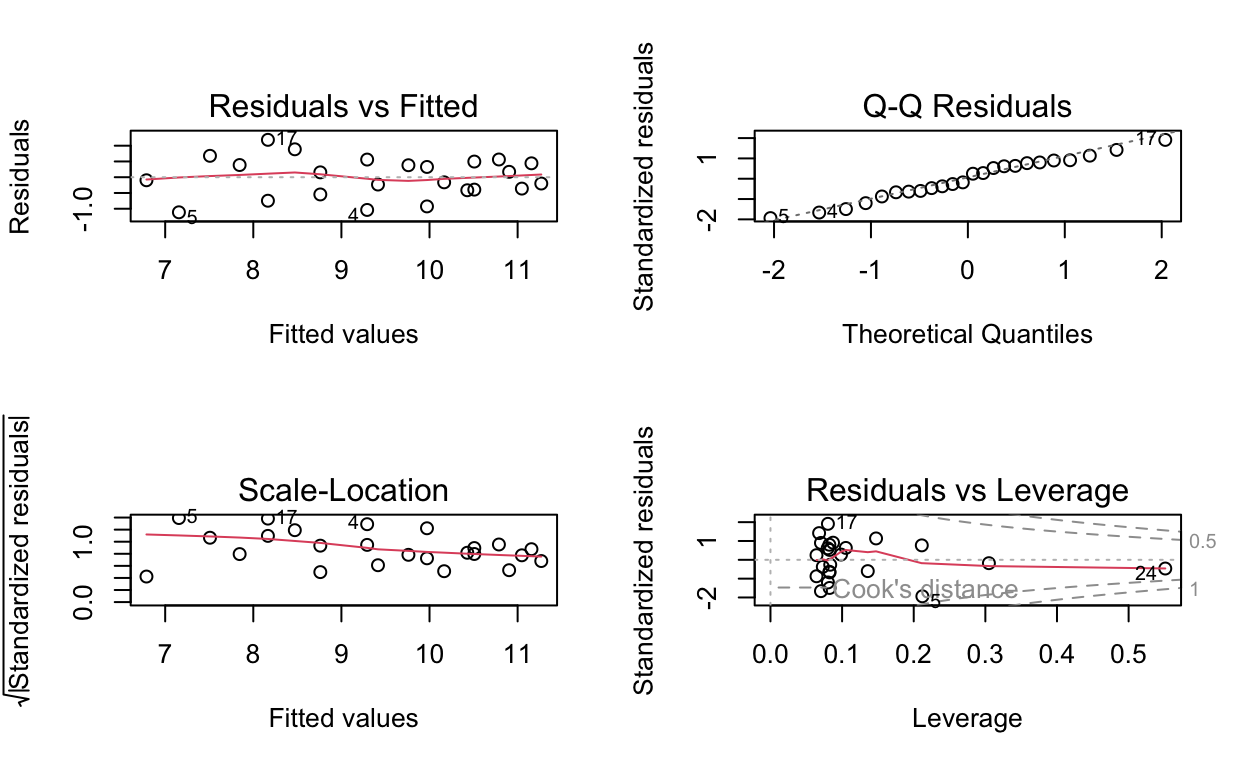 Residuals vs Fitted
Residuals
-1.0
17
5
4
7 8 9 10 11
Fitted values
Q-Q Residuals
Standardized residuals
1
-2
17
5
4
-2 -1 0 1 2
Theoretical Quantiles
Scale-Location
√|Standardized residuals|
1.0
0.0
5
17
4
7 8 9 10 11
Fitted values
Residuals vs Leverage
Standardized residuals
1
-2
17
0.5
24
1
Cook's distance
5
0.0 0.1 0.2 0.3 0.4 0.5
Leverage